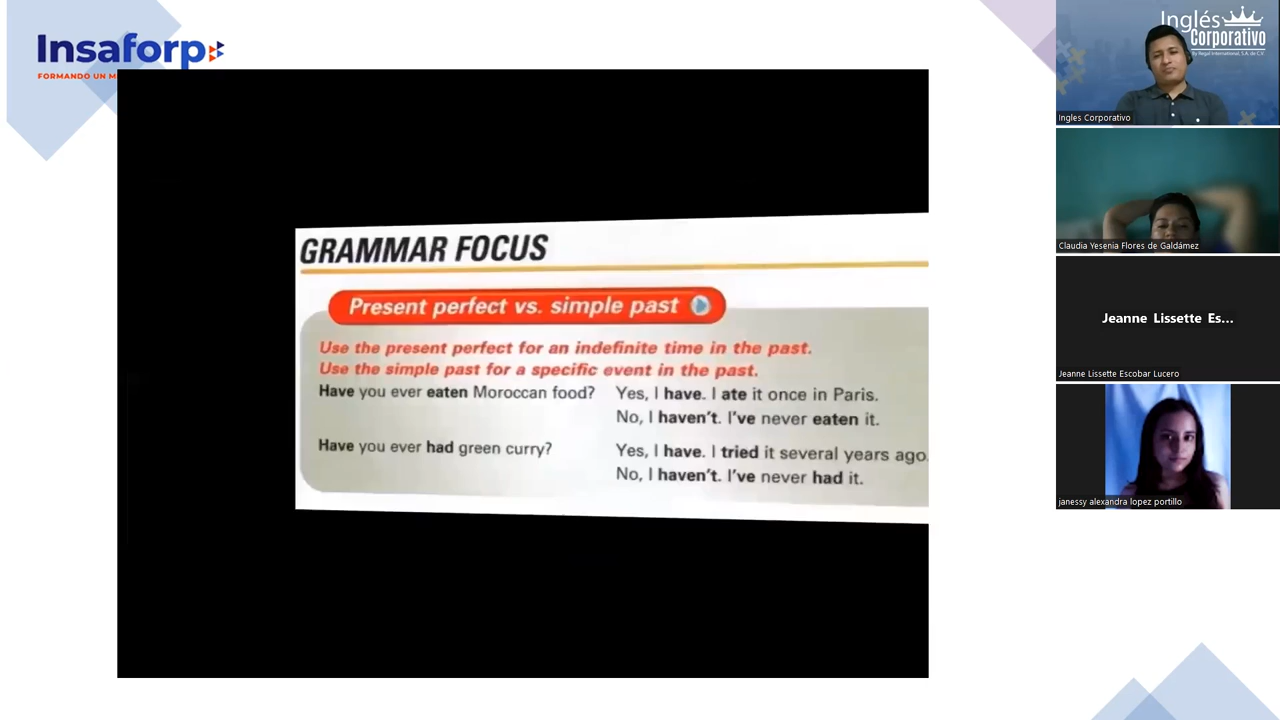 Insaforp
FORMANDO UN M
GRAMMAR FOCUS
Present perfect vs. simple past
Use the present perfect for an indefinite time in the past.
Use the simple past for a specific event in the past.
Have you ever eaten Moroccan food? Yes, I have. I ate it once in Paris.
No, I haven't. I've never eaten it.
Have you ever had green curry? Yes, I have. I tried it several years ago.
No, I haven't. I've never had it.
Inglés
Corporativo
By Regal International, S.A. de C.V.
Ingles Corporativo
Claudia Yesenia Flores de Galdámez
Jeanne Lissette Es...
Jeanne Lissette Escobar Lucero
janessy alexandra lopez portillo